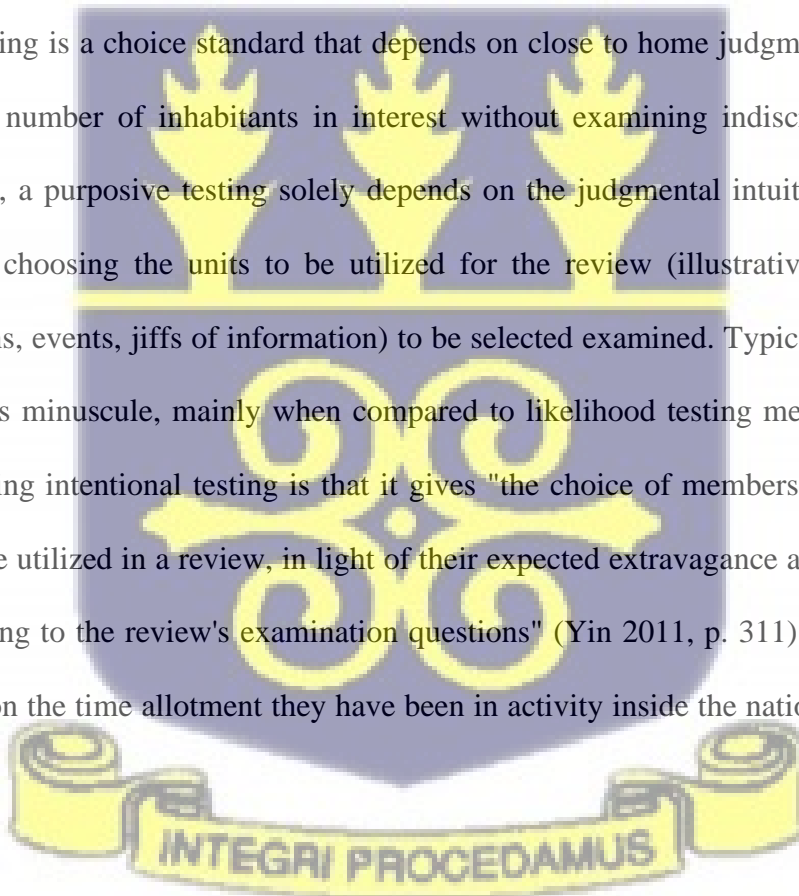 ing is a choice standard that depends on close to home judgm
number of inhabitants in interest without examining indisc
, a purposive testing solely depends on the judgmental intuit
choosing the units to be utilized for the review (illustrativ
s, events, jiffs of information) to be selected examined. Typic
s minuscule, mainly when compared to likelihood testing me
ing intentional testing is that it gives "the choice of members
e utilized in a review, in light of their expected extravagance a
ing to the review's examination questions" (Yin 2011, p. 311)
on the time allotment they have been in activity inside the natio
INTEGRI PROCEDAMUS